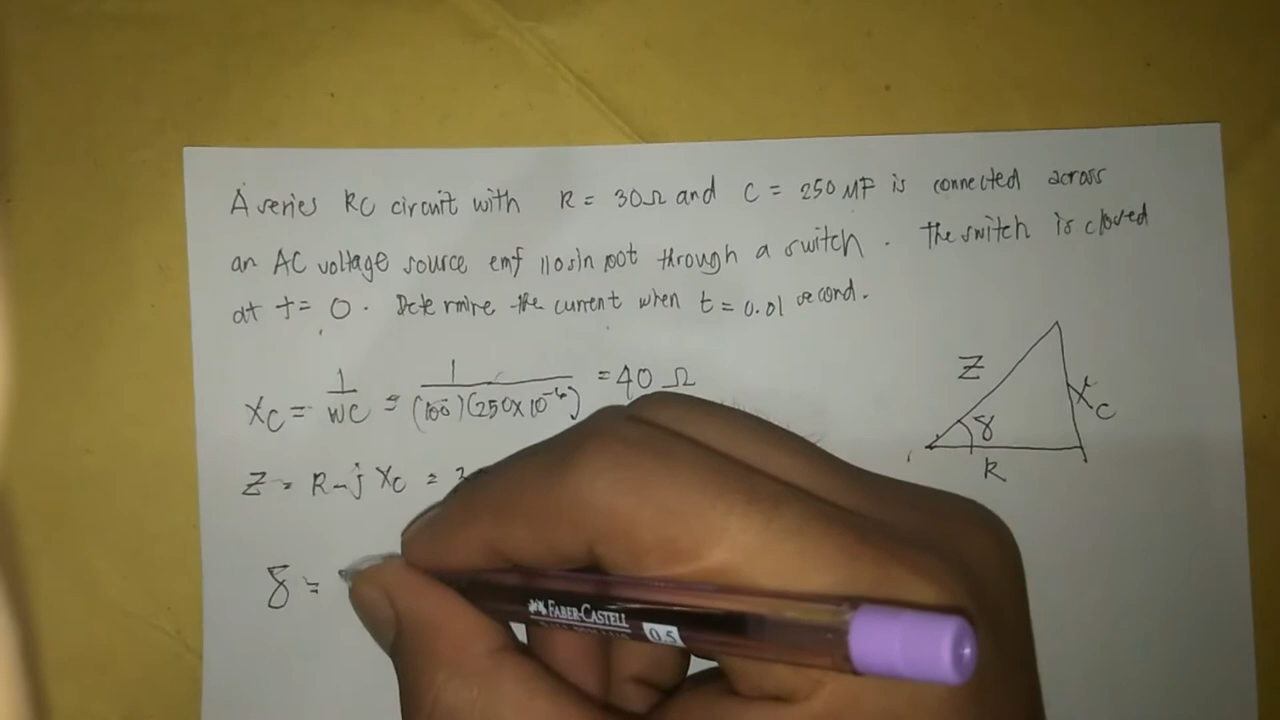 A series RC circuit with R = 30Ω and C = 250 MF is connected across
an AC voltage source emf 110sin 100t through a switch. The switch is closed
at t = 0. Determine the current when t = 0.01 second.
Xc = 1/WC = 1/(100)(250x10^-6) = 40 Ω
Z
Xc
γ
R
Z = R-j Xc =
γ =
FABER-CASTELL
0.5